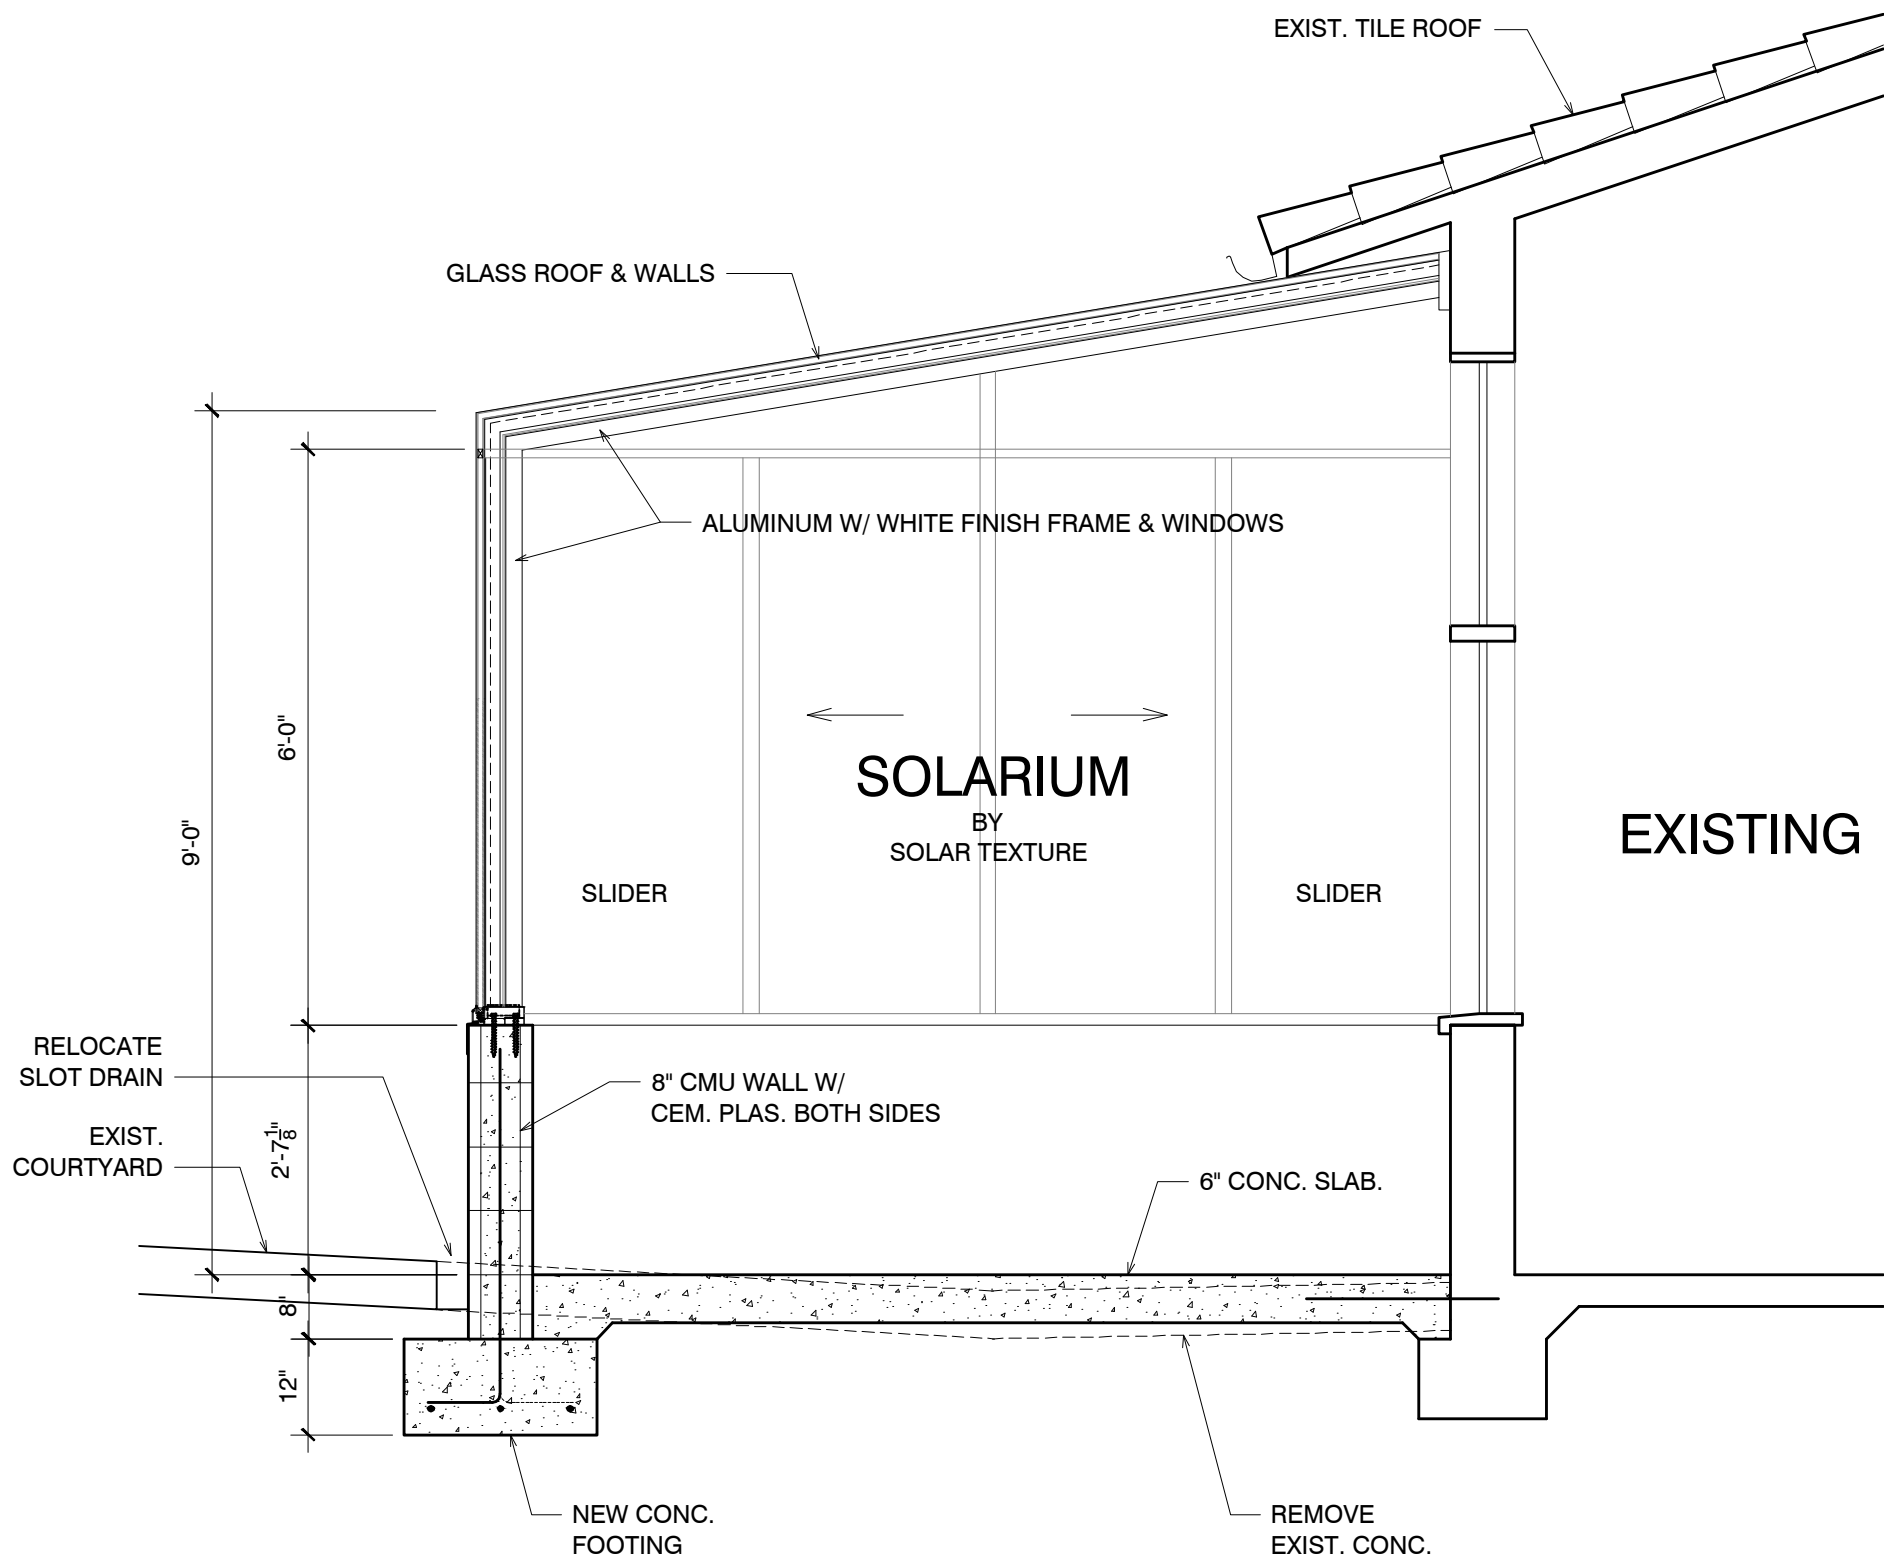 EXIST. TILE ROOF
GLASS ROOF & WALLS
ALUMINUM W/ WHITE FINISH FRAME & WINDOWS
9'-0"
6'-0"
SOLARIUM
BY
SOLAR TEXTURE
EXISTING
SLIDER
SLIDER
RELOCATE
SLOT DRAIN
EXIST.
COURTYARD
2'-7 1/8"
8" CMU WALL W/
CEM. PLAS. BOTH SIDES
6" CONC. SLAB.
8"
12"
NEW CONC.
FOOTING
REMOVE
EXIST. CONC.